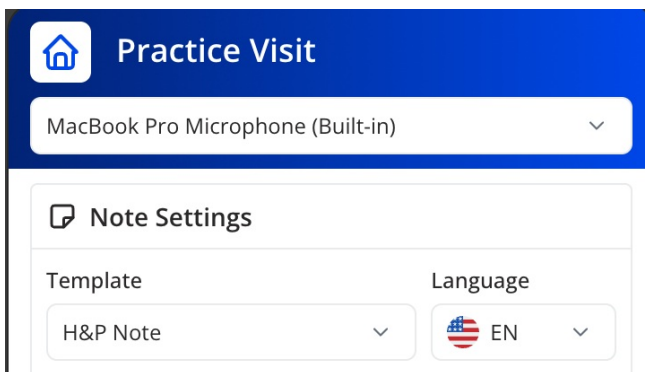 Practice Visit
MacBook Pro Microphone (Built-in)
Note Settings
Template Language
H&P Note EN